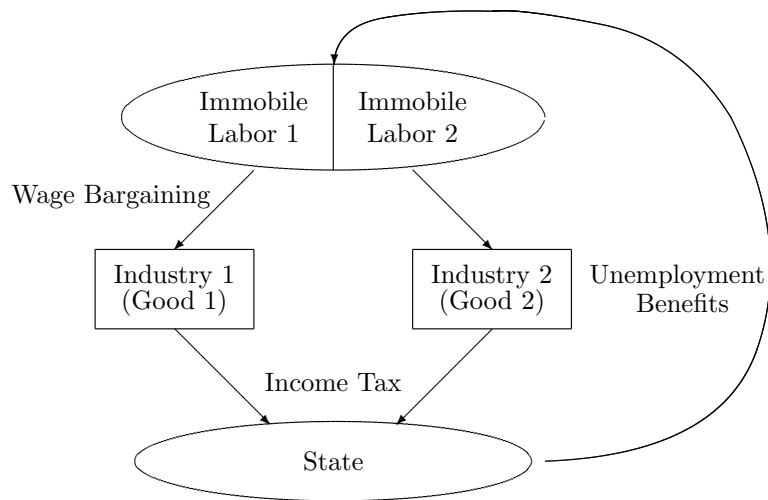 Immobile
Labor 1
Immobile
Labor 2
Wage Bargaining
Industry 1
(Good 1)
Industry 2
(Good 2)
Unemployment
Benefits
Income Tax
State